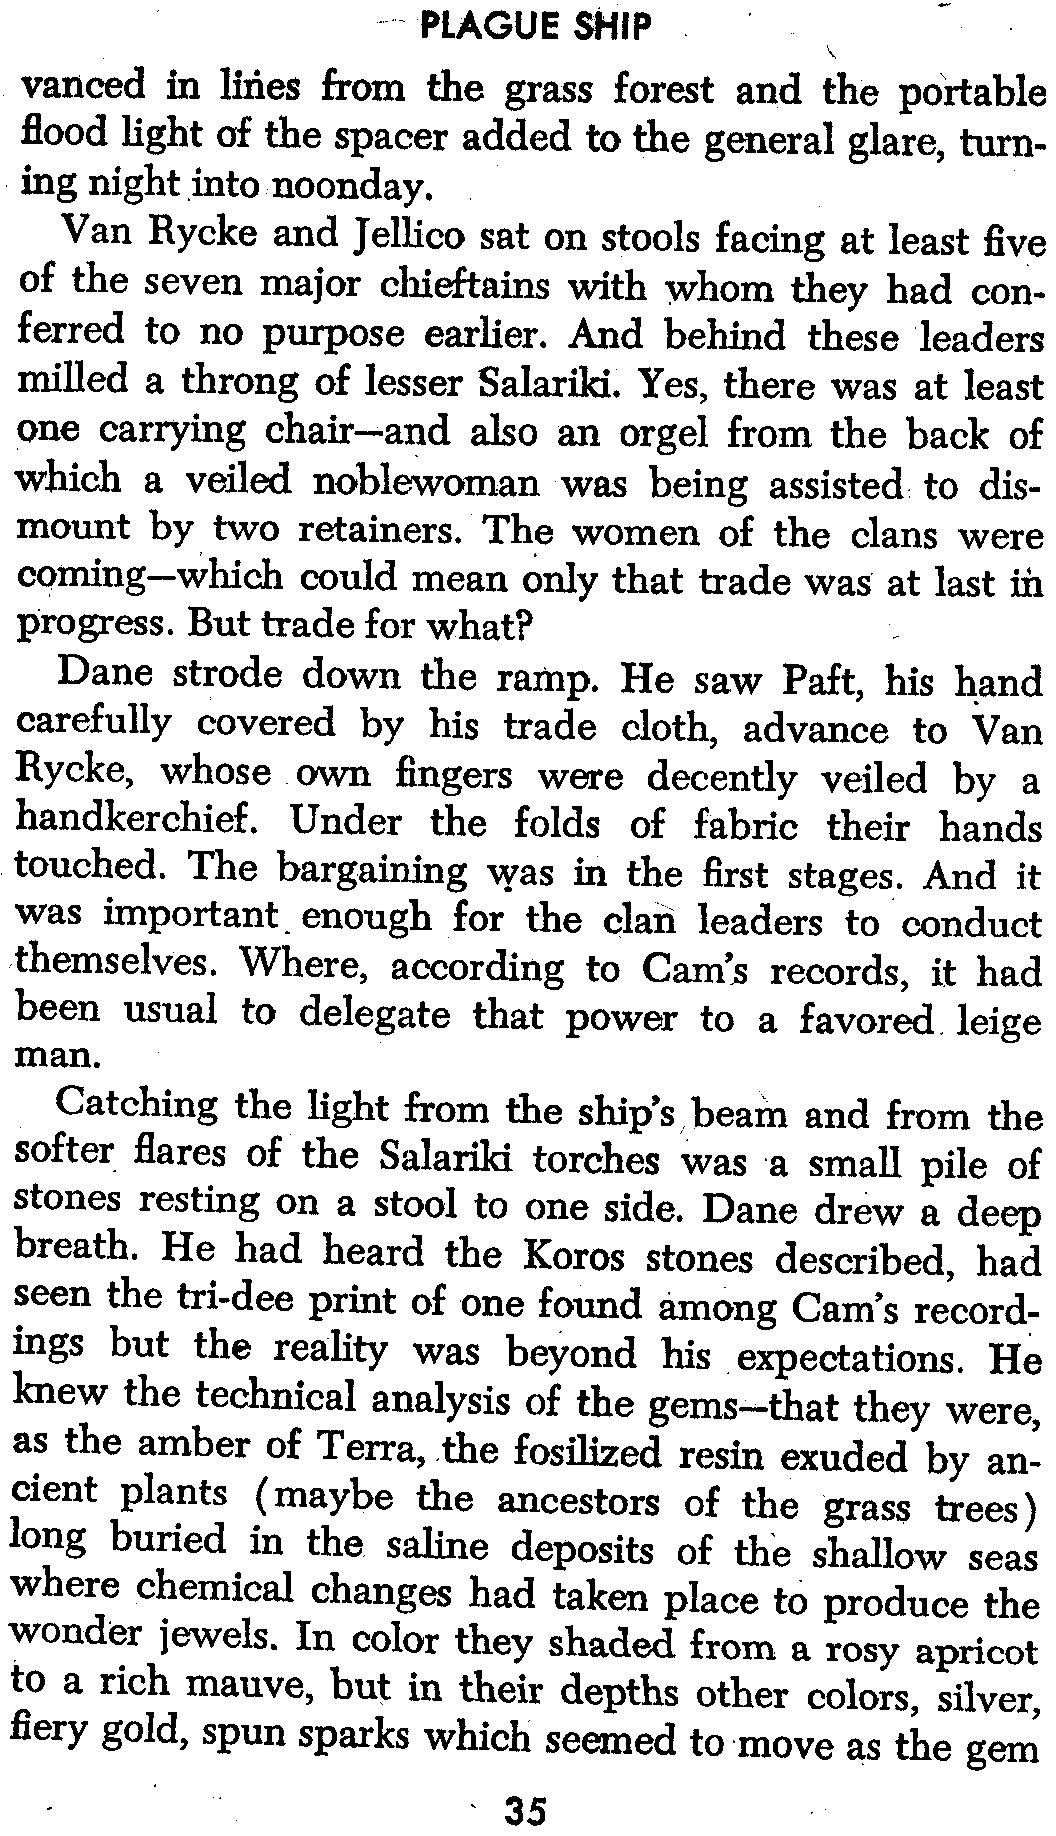 PLAGUE SHIP
vanced in lines from the grass forest and the portable
flood light of the spacer added to the general glare, turn-
ing night into noonday.
Van Rycke and Jellico sat on stools facing at least five
of the seven major chieftains with whom they had con-
ferred to no purpose earlier. And behind these leaders
milled a throng of lesser Salariki. Yes, there was at least
one carrying chair—and also an orgel from the back of
which a veiled noblewoman was being assisted to dis-
mount by two retainers. The women of the clans were
coming—which could mean only that trade was at last in
progress. But trade for what?
Dane strode down the ramp. He saw Paft, his hand
carefully covered by his trade cloth, advance to Van
Rycke, whose own fingers were decently veiled by a
handkerchief. Under the folds of fabric their hands
touched. The bargaining was in the first stages. And it
was important enough for the clan leaders to conduct
themselves. Where, according to Cam's records, it had
been usual to delegate that power to a favored leige
man.
Catching the light from the ship's beam and from the
softer flares of the Salariki torches was a small pile of
stones resting on a stool to one side. Dane drew a deep
breath. He had heard the Koros stones described, had
seen the tri-dee print of one found among Cam's record-
ings but the reality was beyond his expectations. He
knew the technical analysis of the gems—that they were,
as the amber of Terra, the fosilized resin exuded by an-
cient plants (maybe the ancestors of the grass trees)
long buried in the saline deposits of the shallow seas
where chemical changes had taken place to produce the
wonder jewels. In color they shaded from a rosy apricot
to a rich mauve, but in their depths other colors, silver,
fiery gold, spun sparks which seemed to move as the gem
35